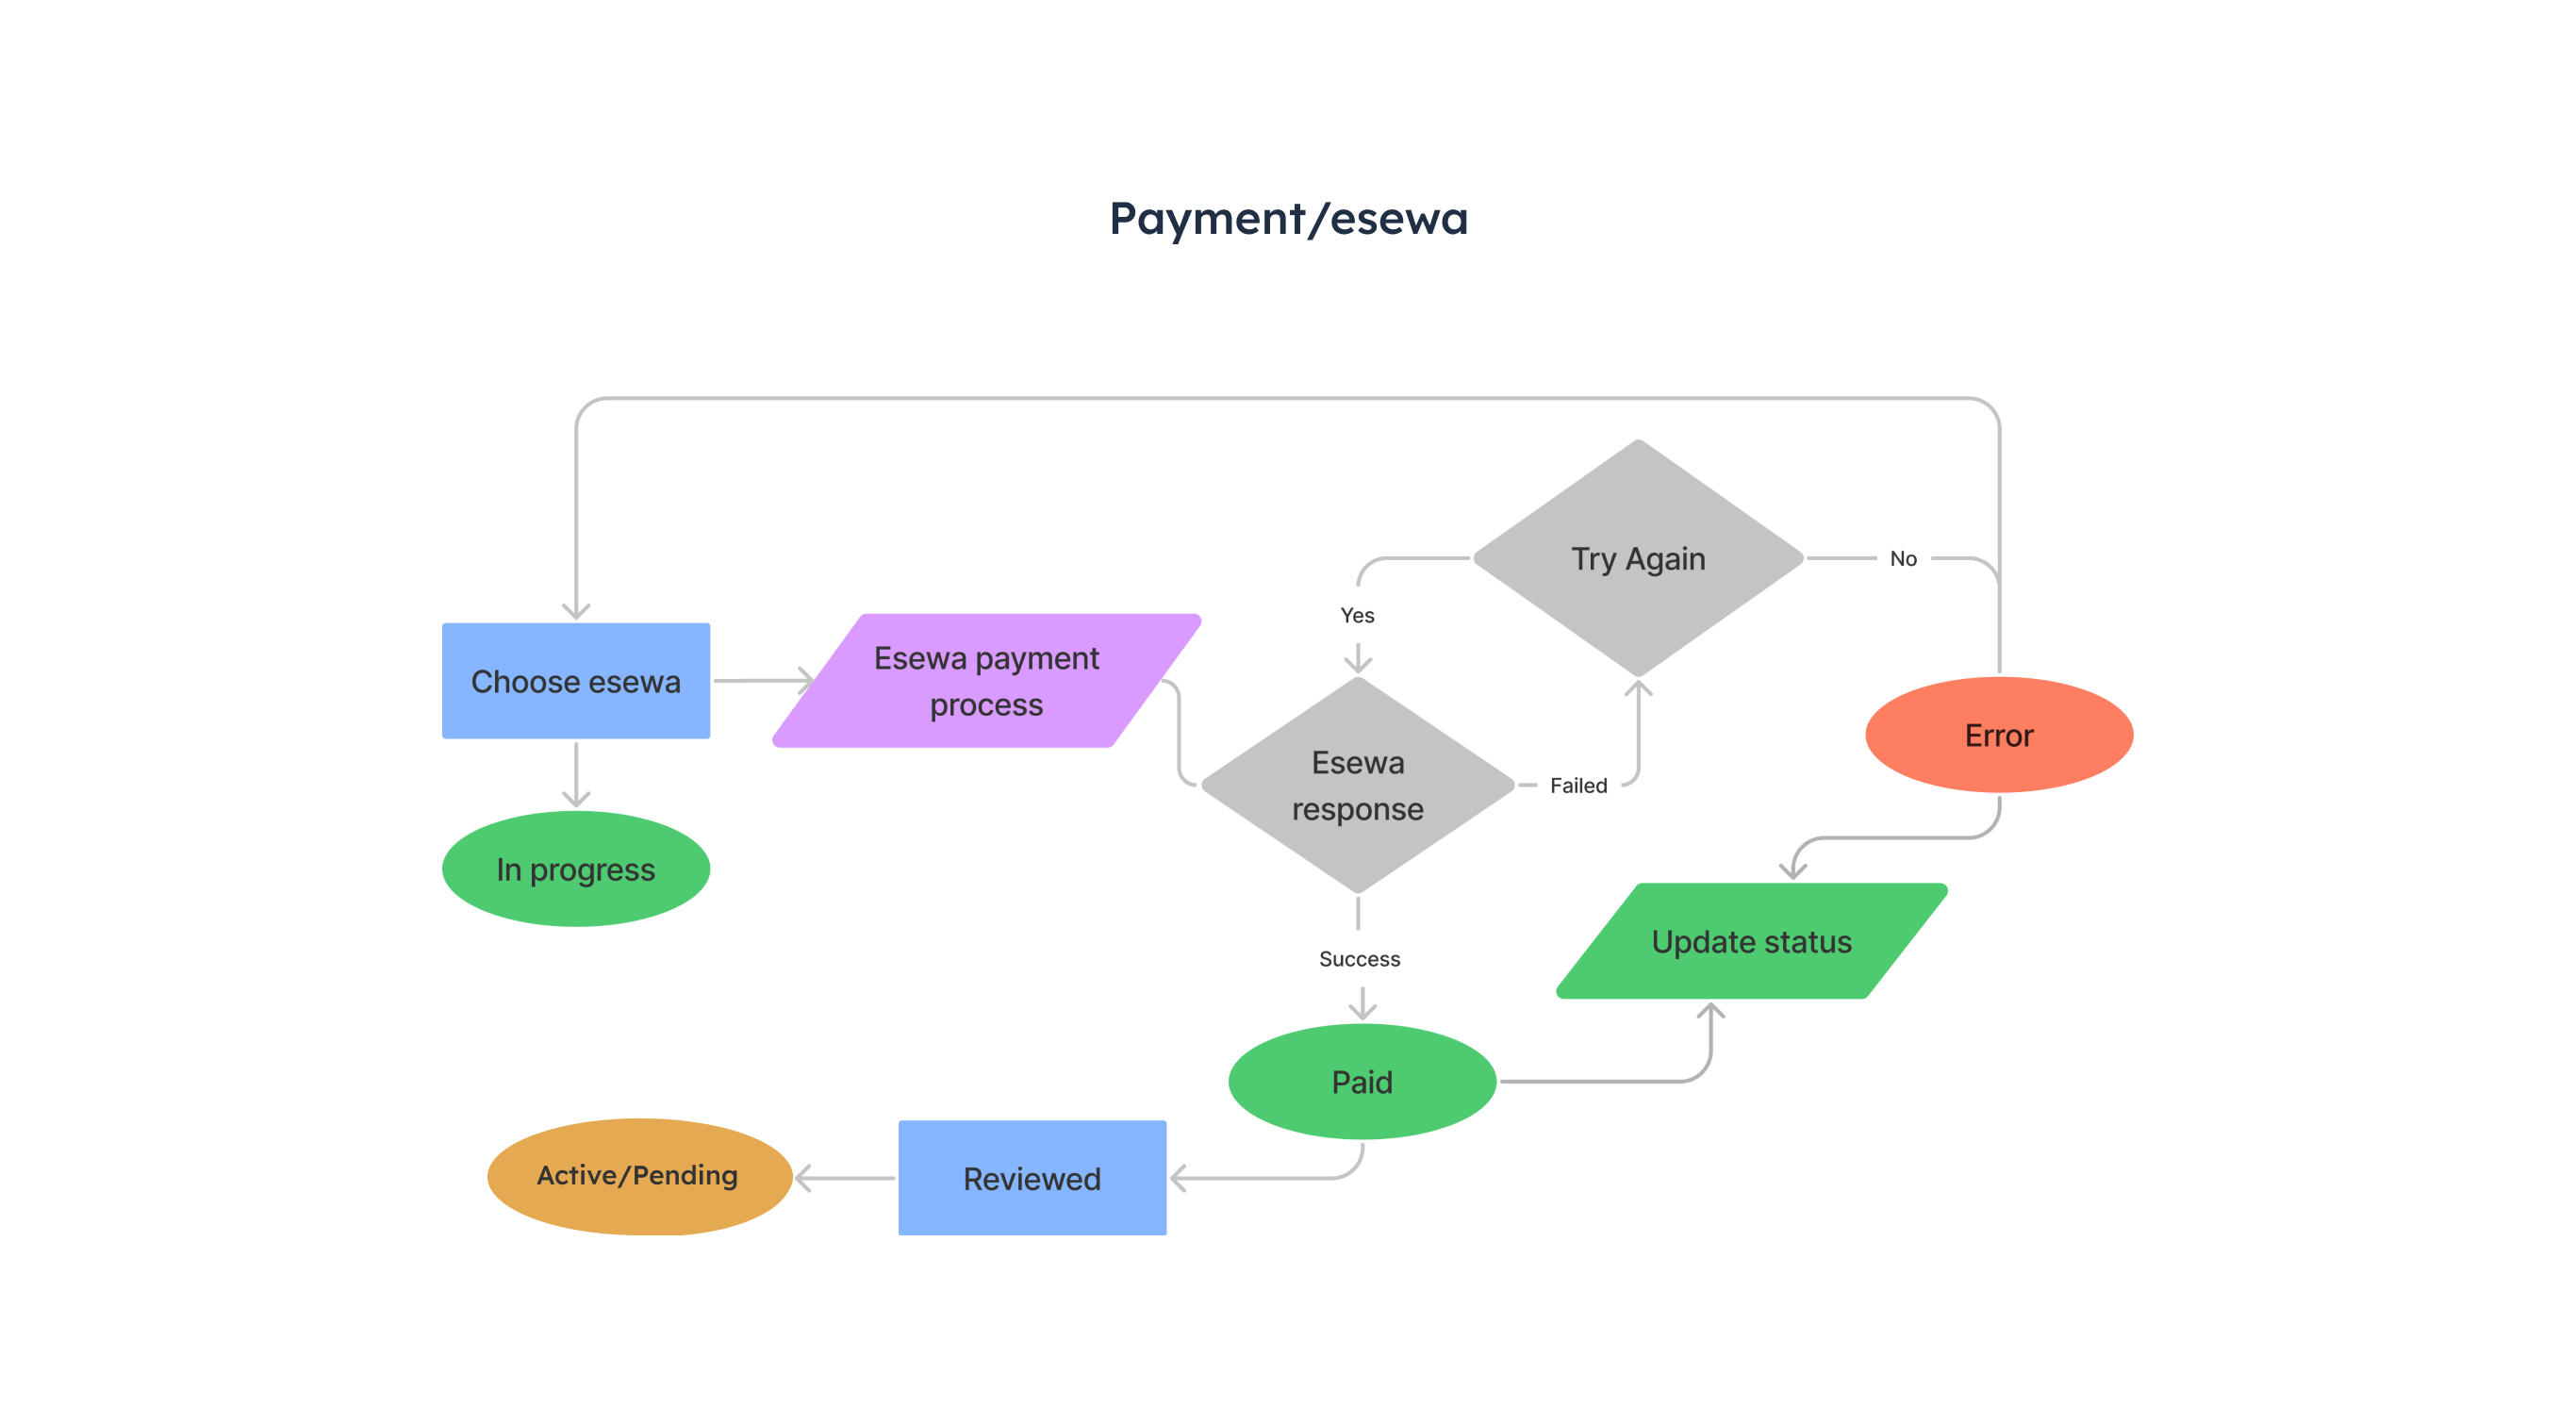 Payment/esewa
Try Again
No
Yes
Choose esewa
Esewa payment
process
Error
Esewa
response
Failed
In progress
Update status
Success
Paid
Active/Pending
Reviewed